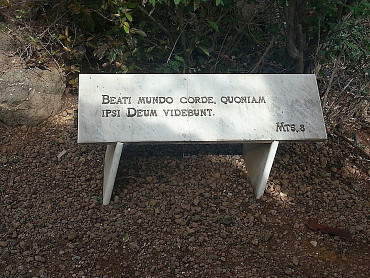 Beati mundo corde, quoniam
ipsi Deum videbunt.
Mt5,8